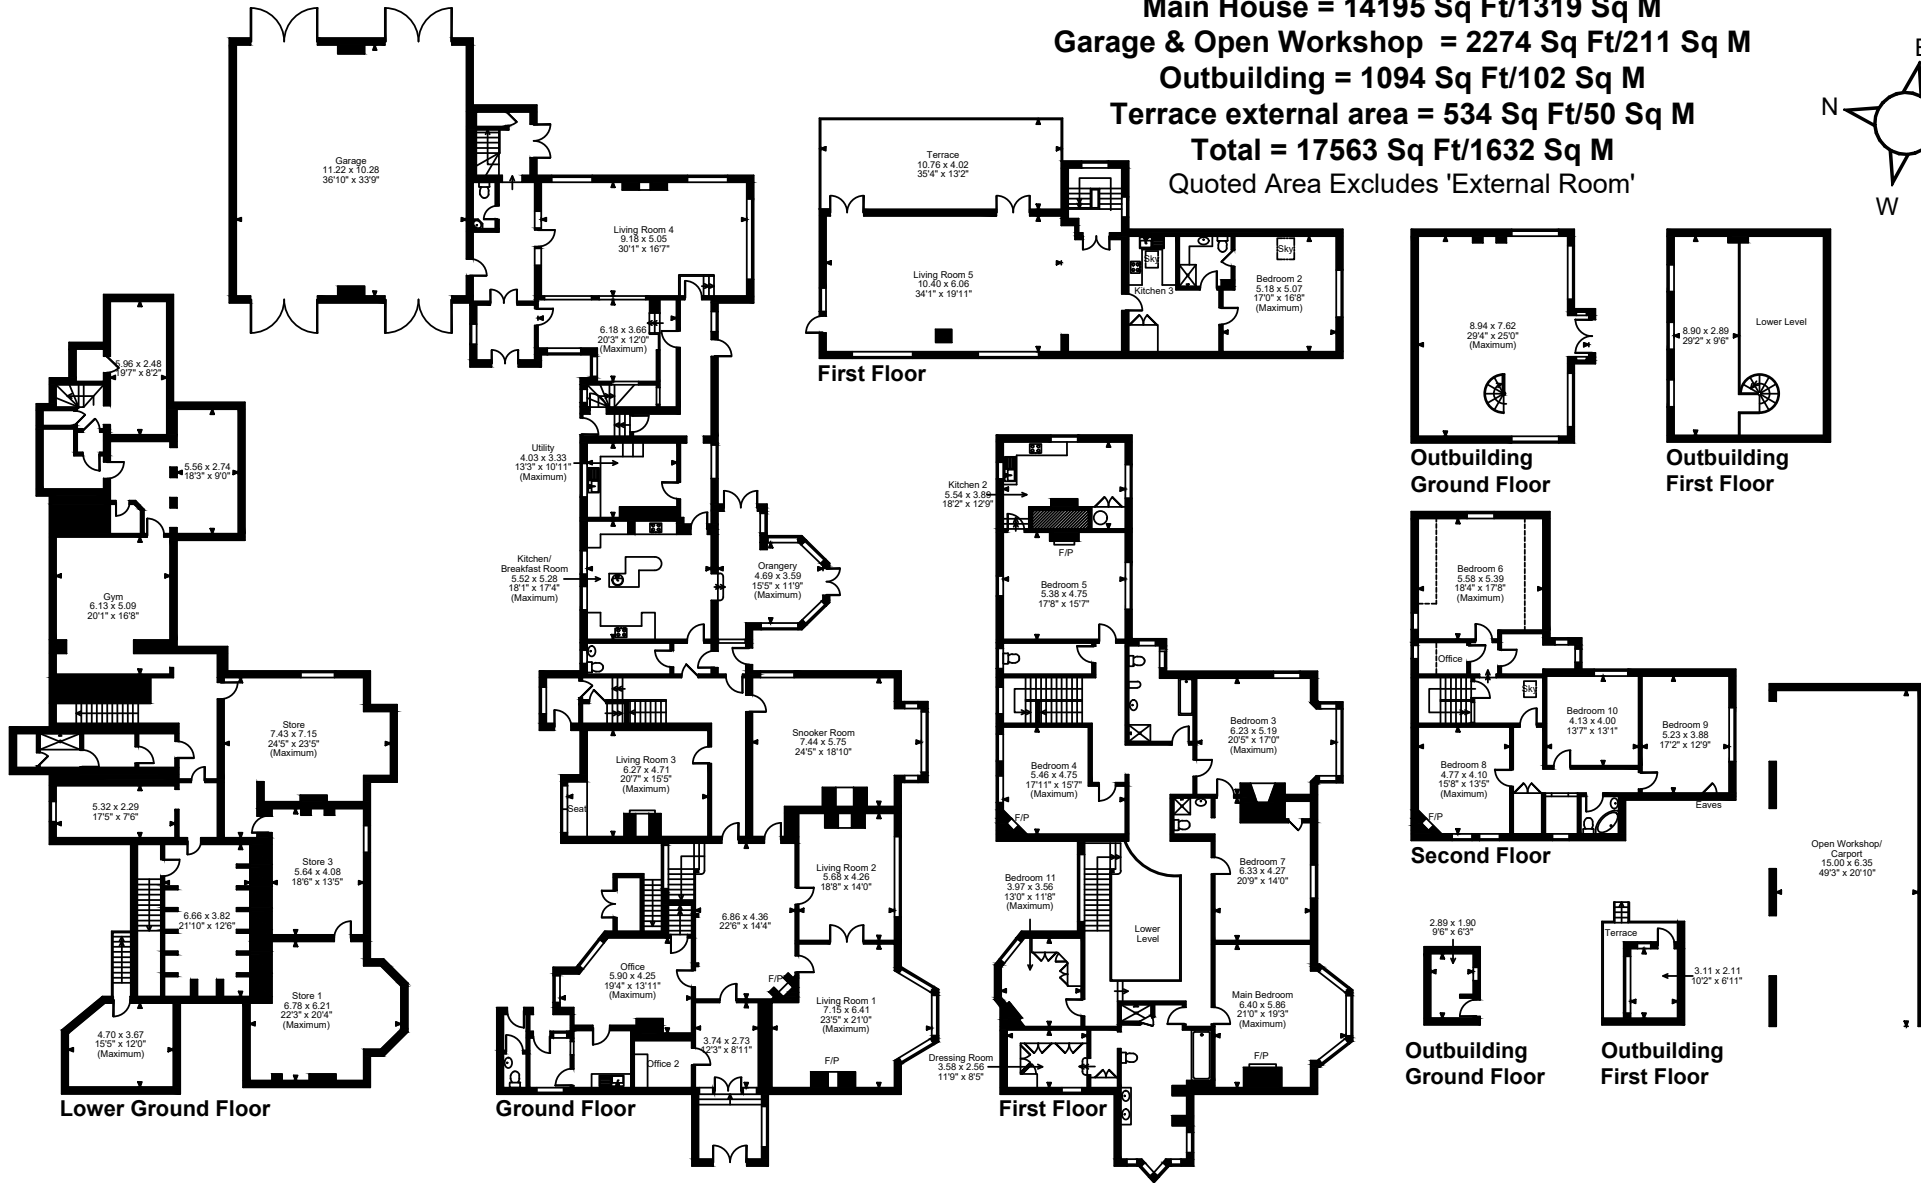 Main House = 14195 Sq Ft/1319 Sq M
Garage & Open Workshop = 2274 Sq Ft/211 Sq M
Outbuilding = 1094 Sq Ft/102 Sq M
Terrace external area = 534 Sq Ft/50 Sq M
Total = 17563 Sq Ft/1632 Sq M
Quoted Area Excludes 'External Room'
N
W
Garage
11.22 x 10.28
36'10" x 33'9"
Living Room 4
9.18 x 5.05
30'1" x 16'7"
6.18 x 3.66
20'3" x 12'0"
(Maximum)
Terrace
10.76 x 4.02
35'4" x 13'2"
Living Room 5
10.40 x 6.06
34'1" x 19'11"
Sky
Kitchen 3
Sky
Bedroom 2
5.18 x 5.07
17'0" x 16'8"
(Maximum)
First Floor
8.94 x 7.62
29'4" x 25'0"
(Maximum)
Outbuilding
Ground Floor
8.90 x 2.89
29'2" x 9'6"
Lower Level
Outbuilding
First Floor
5.96 x 2.48
19'7" x 8'2"
5.56 x 2.74
18'3" x 9'0"
Gym
6.13 x 5.09
20'1" x 16'8"
Store
7.43 x 7.15
24'5" x 23'5"
(Maximum)
5.32 x 2.29
17'5" x 7'6"
Store 3
5.64 x 4.08
18'6" x 13'5"
6.66 x 3.82
21'10" x 12'6"
Store 1
6.78 x 6.21
22'3" x 20'4"
(Maximum)
4.70 x 3.67
15'5" x 12'0"
(Maximum)
Lower Ground Floor
Utility
4.03 x 3.33
13'3" x 10'11"
(Maximum)
Kitchen/
Breakfast Room
5.52 x 5.28
18'1" x 17'4"
(Maximum)
Orangery
4.69 x 3.59
15'5" x 11'9"
(Maximum)
Snooker Room
7.44 x 5.75
24'5" x 18'10"
Living Room 3
6.27 x 4.71
20'7" x 15'5"
(Maximum)
Seat
Living Room 2
5.68 x 4.26
18'8" x 14'0"
6.86 x 4.36
22'6" x 14'4"
Office
5.90 x 4.25
19'4" x 13'11"
(Maximum)
F/P
Living Room 1
7.15 x 6.41
23'5" x 21'0"
(Maximum)
F/P
3.74 x 2.73
12'3" x 8'11"
Office 2
Ground Floor
Kitchen 2
5.54 x 3.89
18'2" x 12'9"
F/P
Bedroom 5
5.38 x 4.75
17'8" x 15'7"
Bedroom 3
6.23 x 5.19
20'5" x 17'0"
(Maximum)
Bedroom 4
5.46 x 4.75
17'11" x 15'7"
(Maximum)
F/P
Bedroom 7
6.33 x 4.27
20'9" x 14'0"
Bedroom 11
3.97 x 3.56
13'0" x 11'8"
(Maximum)
Lower
Level
Main Bedroom
6.40 x 5.86
21'0" x 19'3"
(Maximum)
F/P
Dressing Room
3.58 x 2.56
11'9" x 8'5"
First Floor
Bedroom 6
5.58 x 5.39
18'4" x 17'8"
(Maximum)
Office
Sky
Bedroom 10
4.13 x 4.00
13'7" x 13'1"
Bedroom 9
5.23 x 3.88
17'2" x 12'9"
Bedroom 8
4.77 x 4.10
15'8" x 13'5"
(Maximum)
F/P
Eaves
Second Floor
Open Workshop/
Carport
15.00 x 6.35
49'3" x 20'10"
2.89 x 1.90
9'6" x 6'3"
Outbuilding
Ground Floor
Terrace
3.11 x 2.11
10'2" x 6'11"
Outbuilding
First Floor